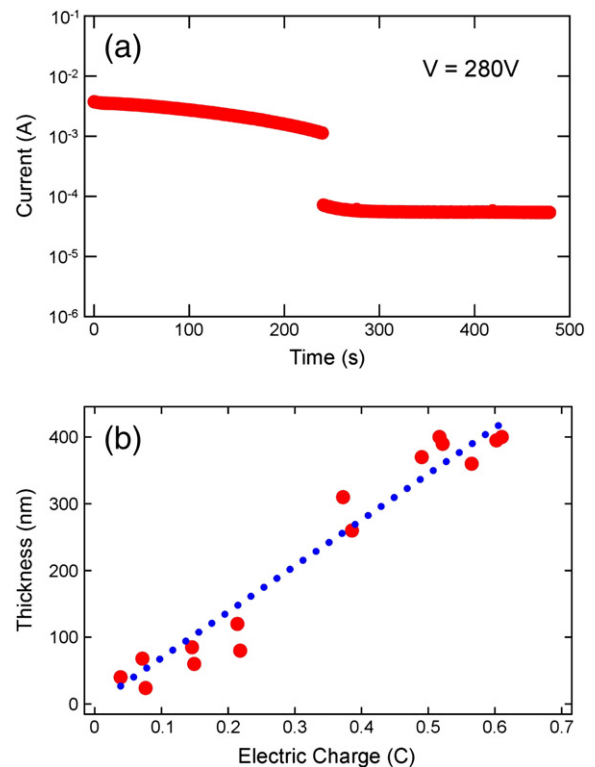 (a)
V = 280V
10⁻¹
10⁻²
10⁻³
10⁻⁴
10⁻⁵
10⁻⁶
Current (A)
0 100 200 300 400 500
Time (s)
(b)
400
300
200
100
0
Thickness (nm)
0 0.1 0.2 0.3 0.4 0.5 0.6 0.7
Electric Charge (C)